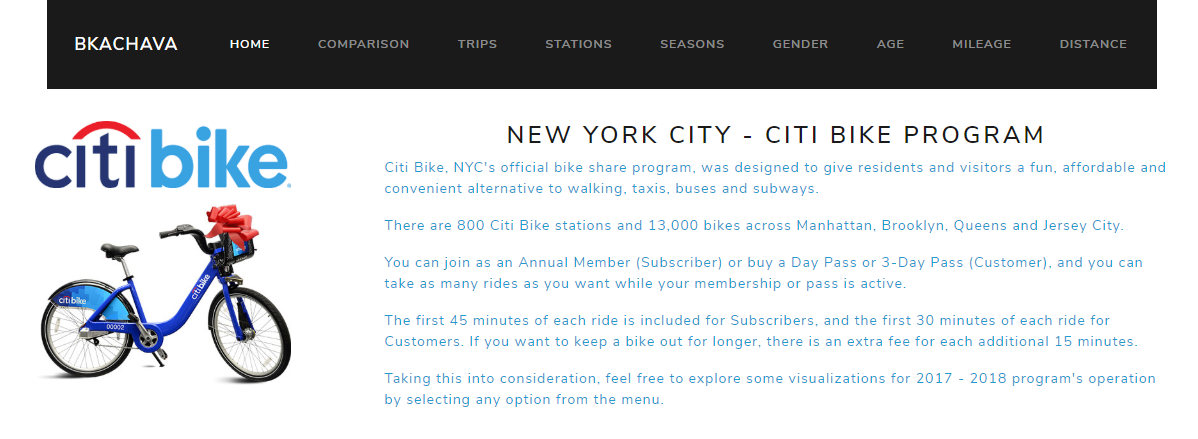 BKACHAVA HOME COMPARISON TRIPS STATIONS SEASONS GENDER AGE MILEAGE DISTANCE
citi bike
NEW YORK CITY - CITI BIKE PROGRAM
Citi Bike, NYC's official bike share program, was designed to give residents and visitors a fun, affordable and
convenient alternative to walking, taxis, buses and subways.
There are 800 Citi Bike stations and 13,000 bikes across Manhattan, Brooklyn, Queens and Jersey City.
You can join as an Annual Member (Subscriber) or buy a Day Pass or 3-Day Pass (Customer), and you can
take as many rides as you want while your membership or pass is active.
The first 45 minutes of each ride is included for Subscribers, and the first 30 minutes of each ride for
Customers. If you want to keep a bike out for longer, there is an extra fee for each additional 15 minutes.
Taking this into consideration, feel free to explore some visualizations for 2017 - 2018 program's operation
by selecting any option from the menu.
citi bike
citi bike
00002